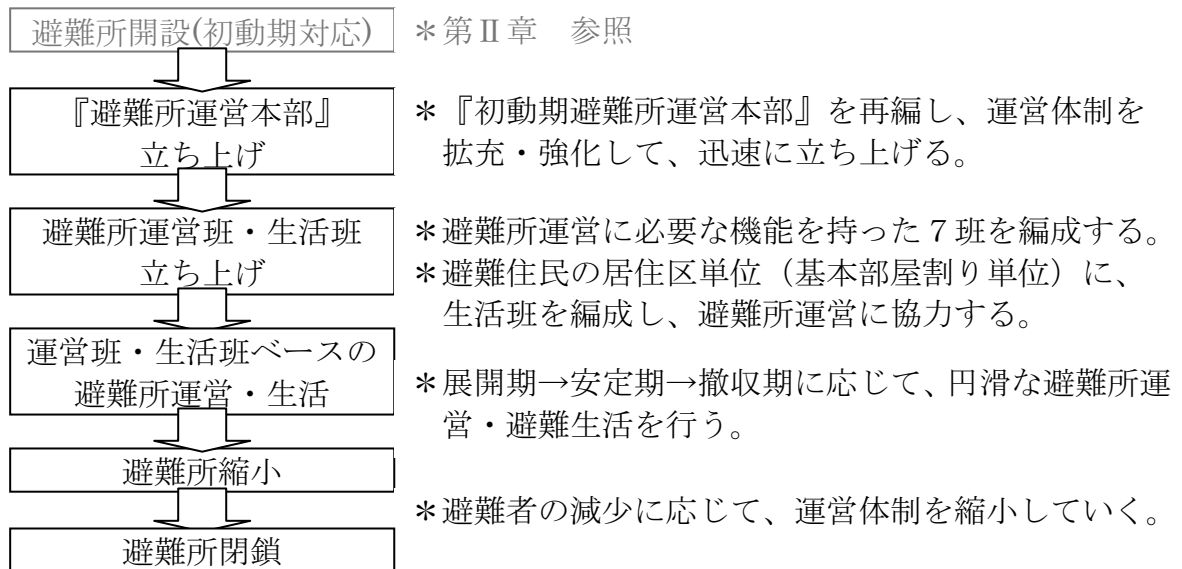 避難所開設(初動期対応)
＊第Ⅱ章　参照
『避難所運営本部』
立ち上げ
＊『初動期避難所運営本部』を再編し、運営体制を
拡充・強化して、迅速に立ち上げる。
避難所運営班・生活班
立ち上げ
＊避難所運営に必要な機能を持った７班を編成する。
＊避難住民の居住区単位（基本部屋割り単位）に、
生活班を編成し、避難所運営に協力する。
運営班・生活班ベースの
避難所運営・生活
＊展開期→安定期→撤収期に応じて、円滑な避難所運
営・避難生活を行う。
避難所縮小
＊避難者の減少に応じて、運営体制を縮小していく。
避難所閉鎖